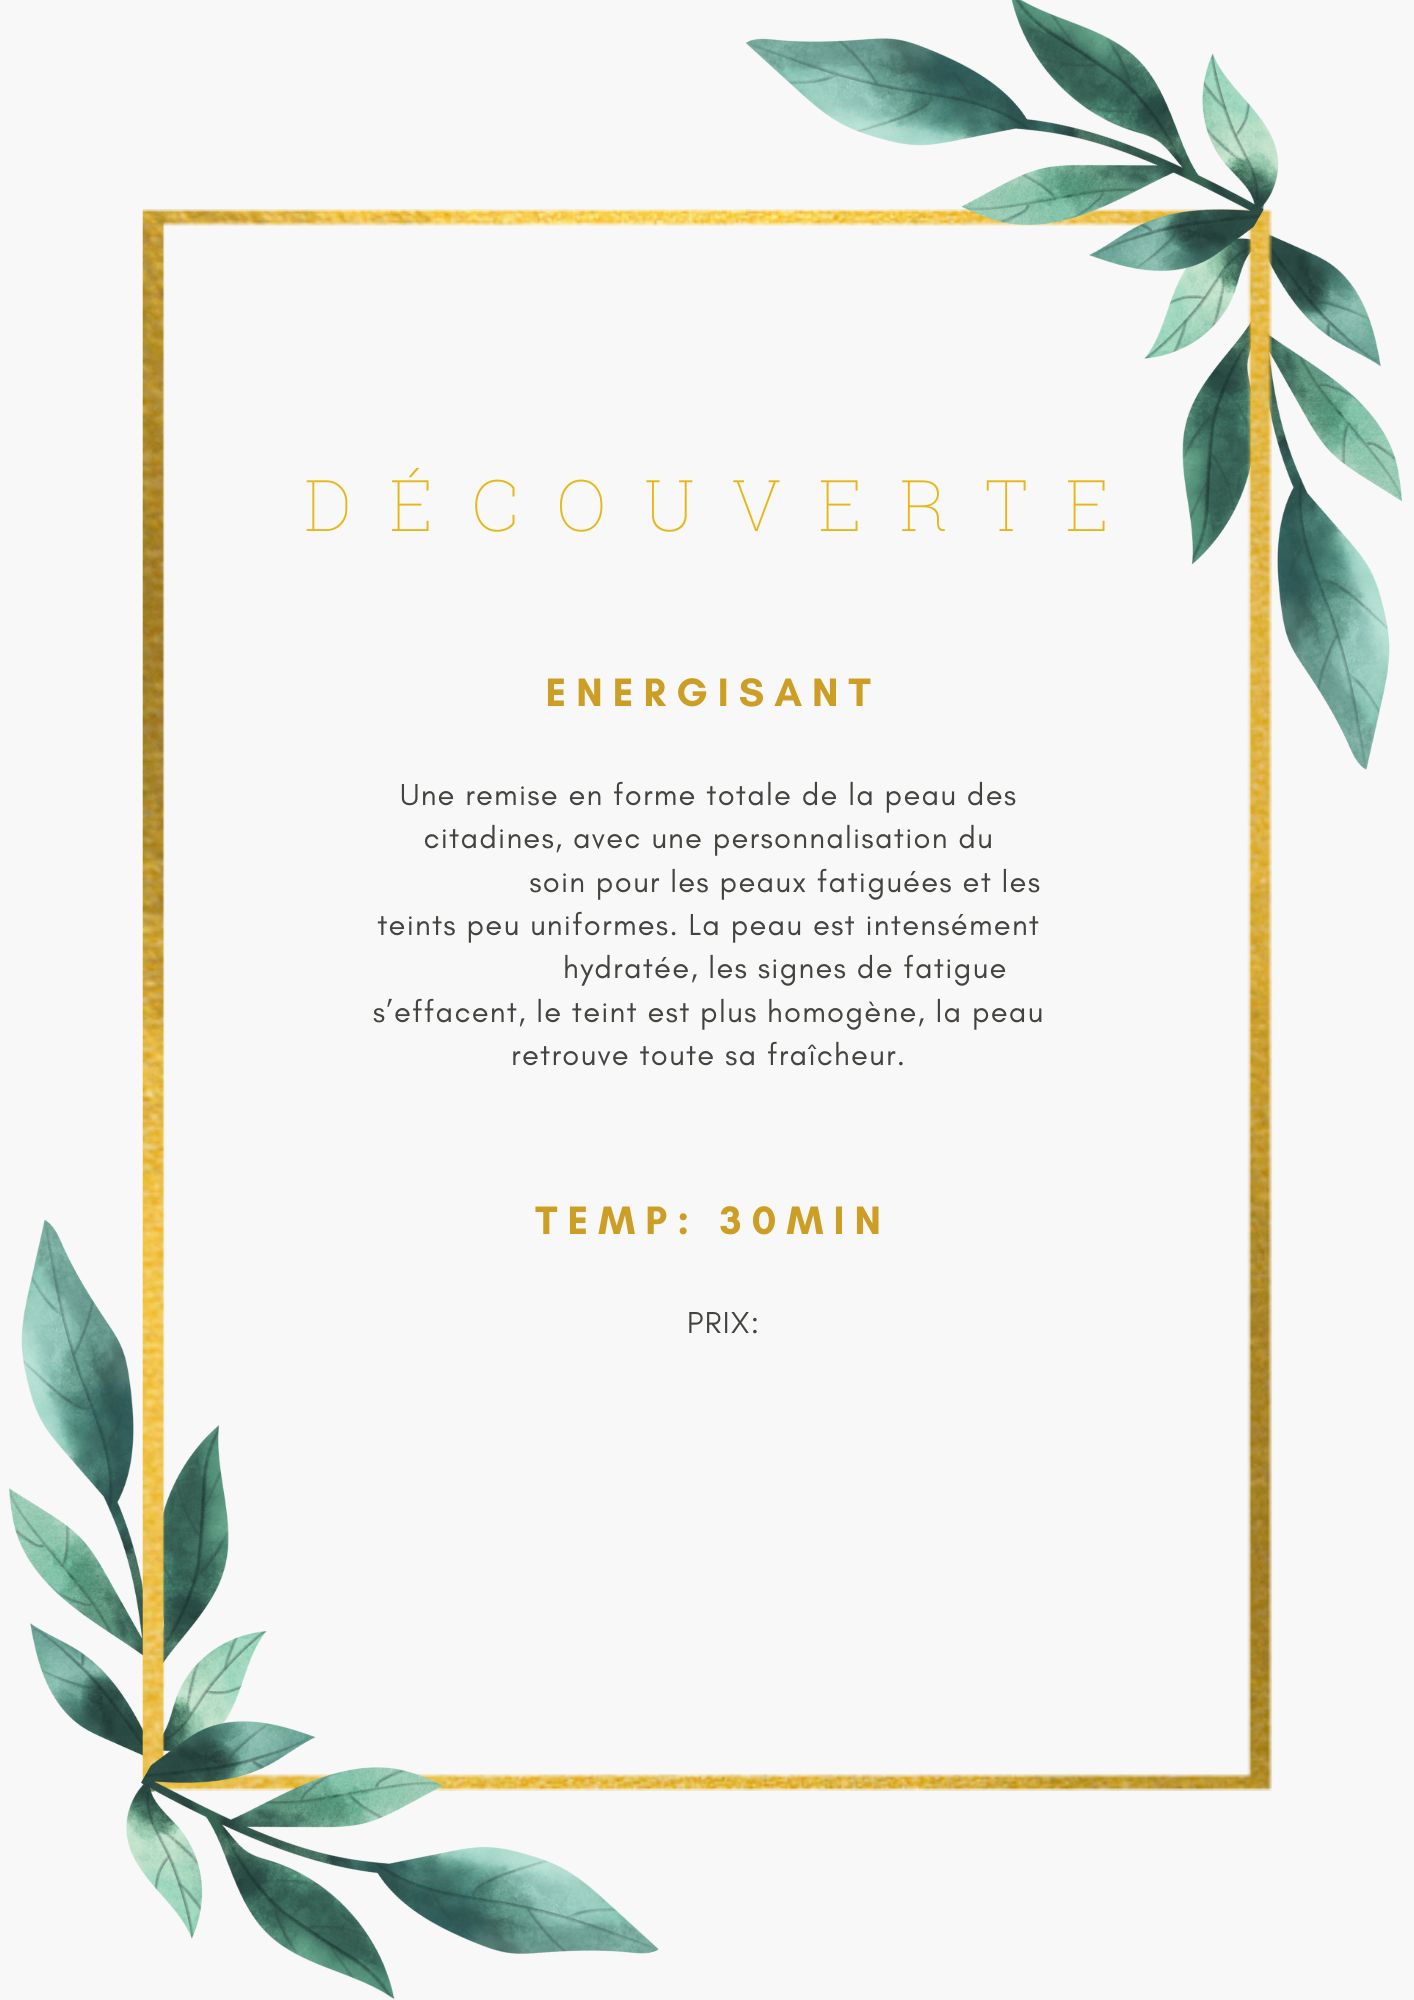 DÉCOUVERTE
ENERGISANT
Une remise en forme totale de la peau des
citadines, avec une personnalisation du
soin pour les peaux fatiguées et les
teints peu uniformes. La peau est intensément
hydratée, les signes de fatigue
s’effacent, le teint est plus homogène, la peau
retrouve toute sa fraîcheur.
TEMP: 30MIN
PRIX: